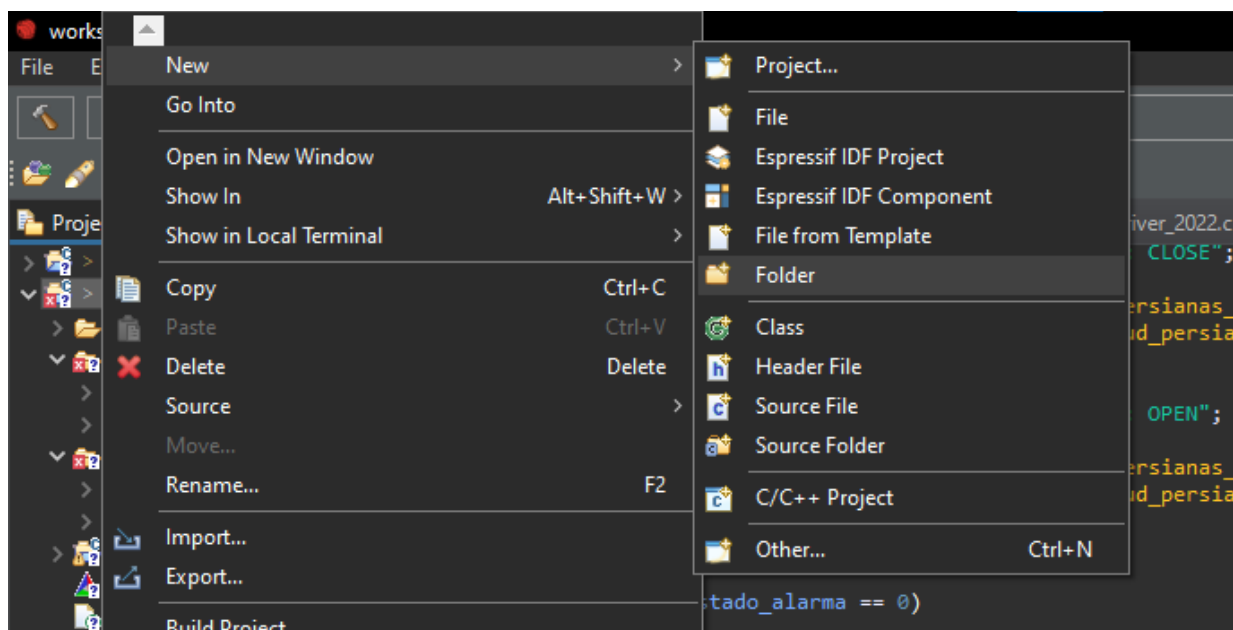 works
File E
Proje
New
Go Into
Open in New Window
Show In Alt+Shift+W
Show in Local Terminal
Copy Ctrl+C
Paste Ctrl+V
Delete Delete
Source
Move...
Rename... F2
Import...
Export...
Build Project
Project...
File
Espressif IDF Project
Espressif IDF Component
File from Template
Folder
Class
Header File
Source File
Source Folder
C/C++ Project
Other... Ctrl+N
iver_2022.c
CLOSE";
ersianas_
ud_persia
OPEN";
ersianas_
ud_persia
stado_alarma == 0)